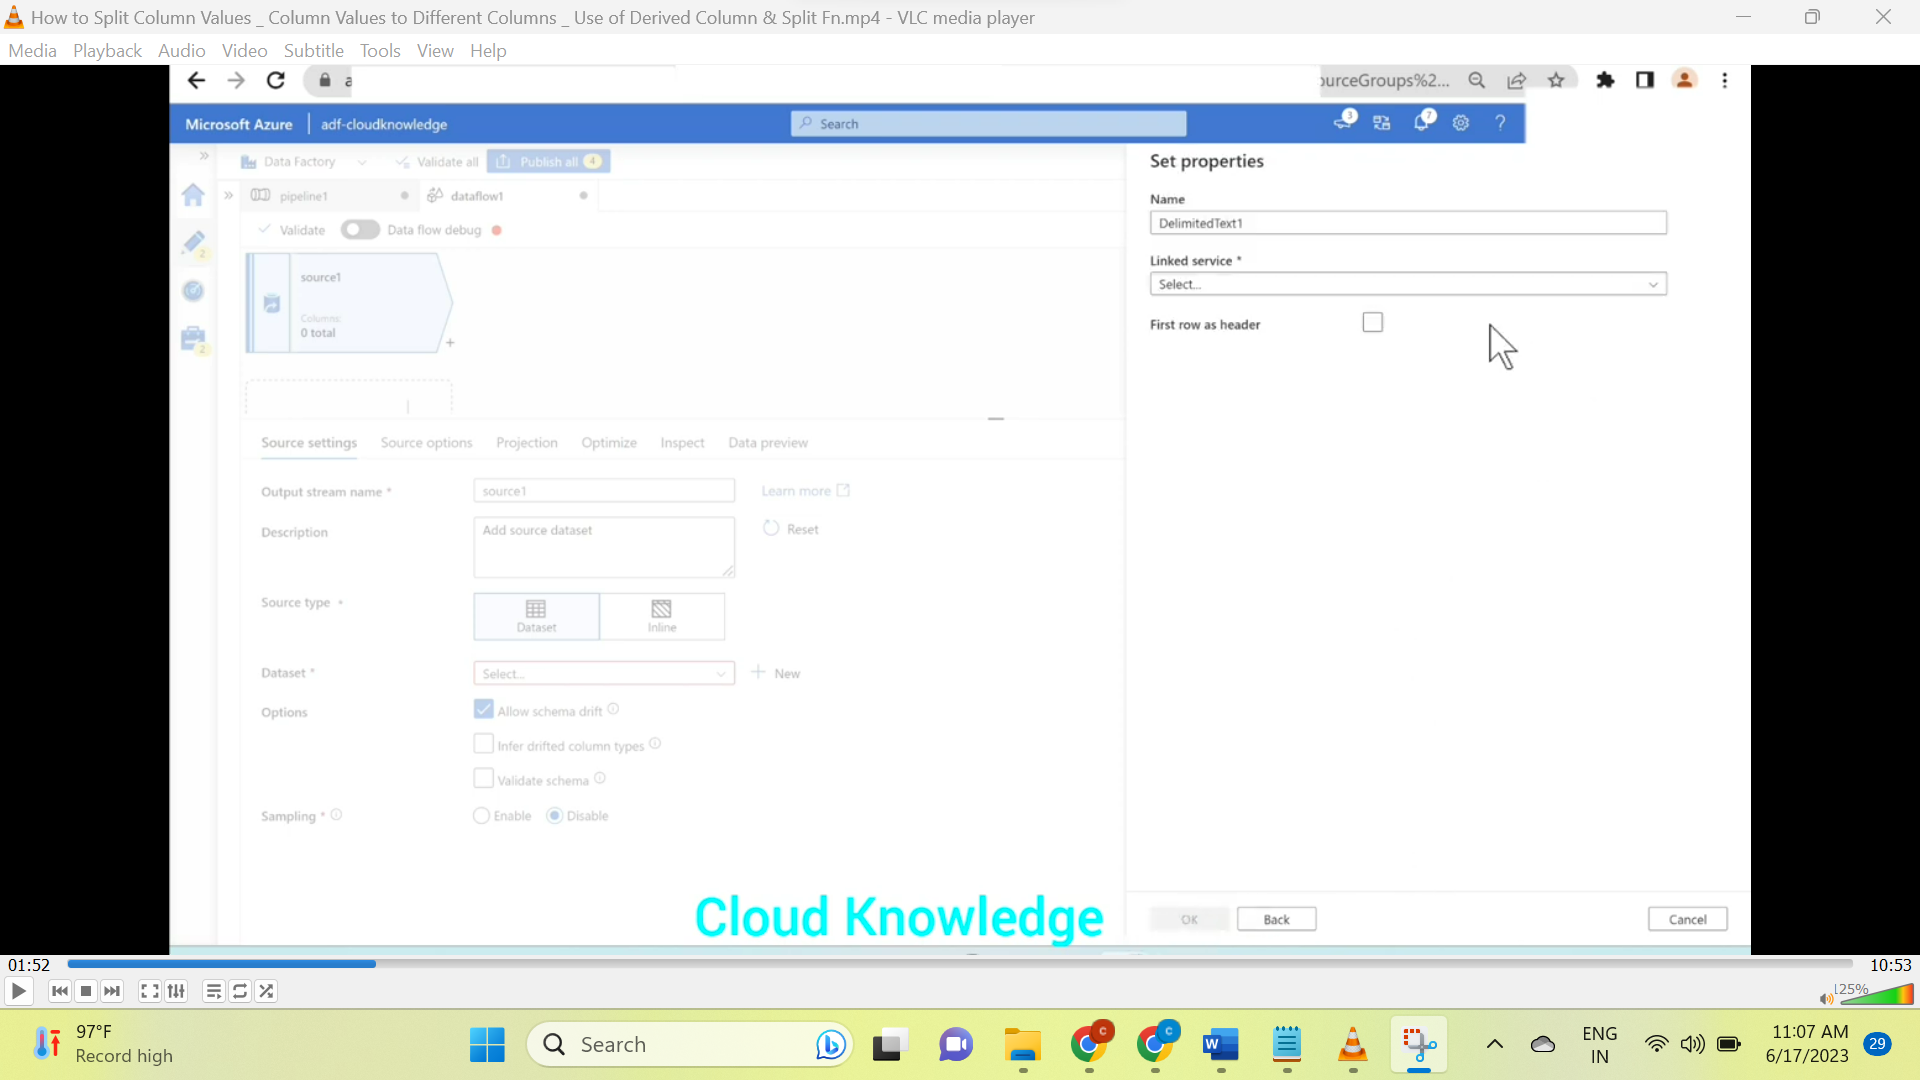 How to Split Column Values _ Column Values to Different Columns _ Use of Derived Column & Split Fn.mp4 - VLC media player
Media Playback Audio Video Subtitle Tools View Help
ourceGroups%2...
Microsoft Azure adf-cloudknowledge Search 3 7 ?
Data Factory Validate all Publish all 4
Set properties
pipeline1 dataflow1
Name
DelimitedText1
Validate Data flow debug
2
Linked service *
Select...
source1
Columns:
0 total
First row as header
2
+
Source settings Source options Projection Optimize Inspect Data preview
Output stream name * source1 Learn more
Description Add source dataset Reset
Source type *
Dataset Inline
Dataset * Select... + New
Options Allow schema drift
Infer drifted column types
Validate schema
Sampling * Enable Disable
Cloud Knowledge
OK Back Cancel
01:52 10:53
125%
97°F
Record high
Search
C C
ENG
IN
11:07 AM
6/17/2023
29